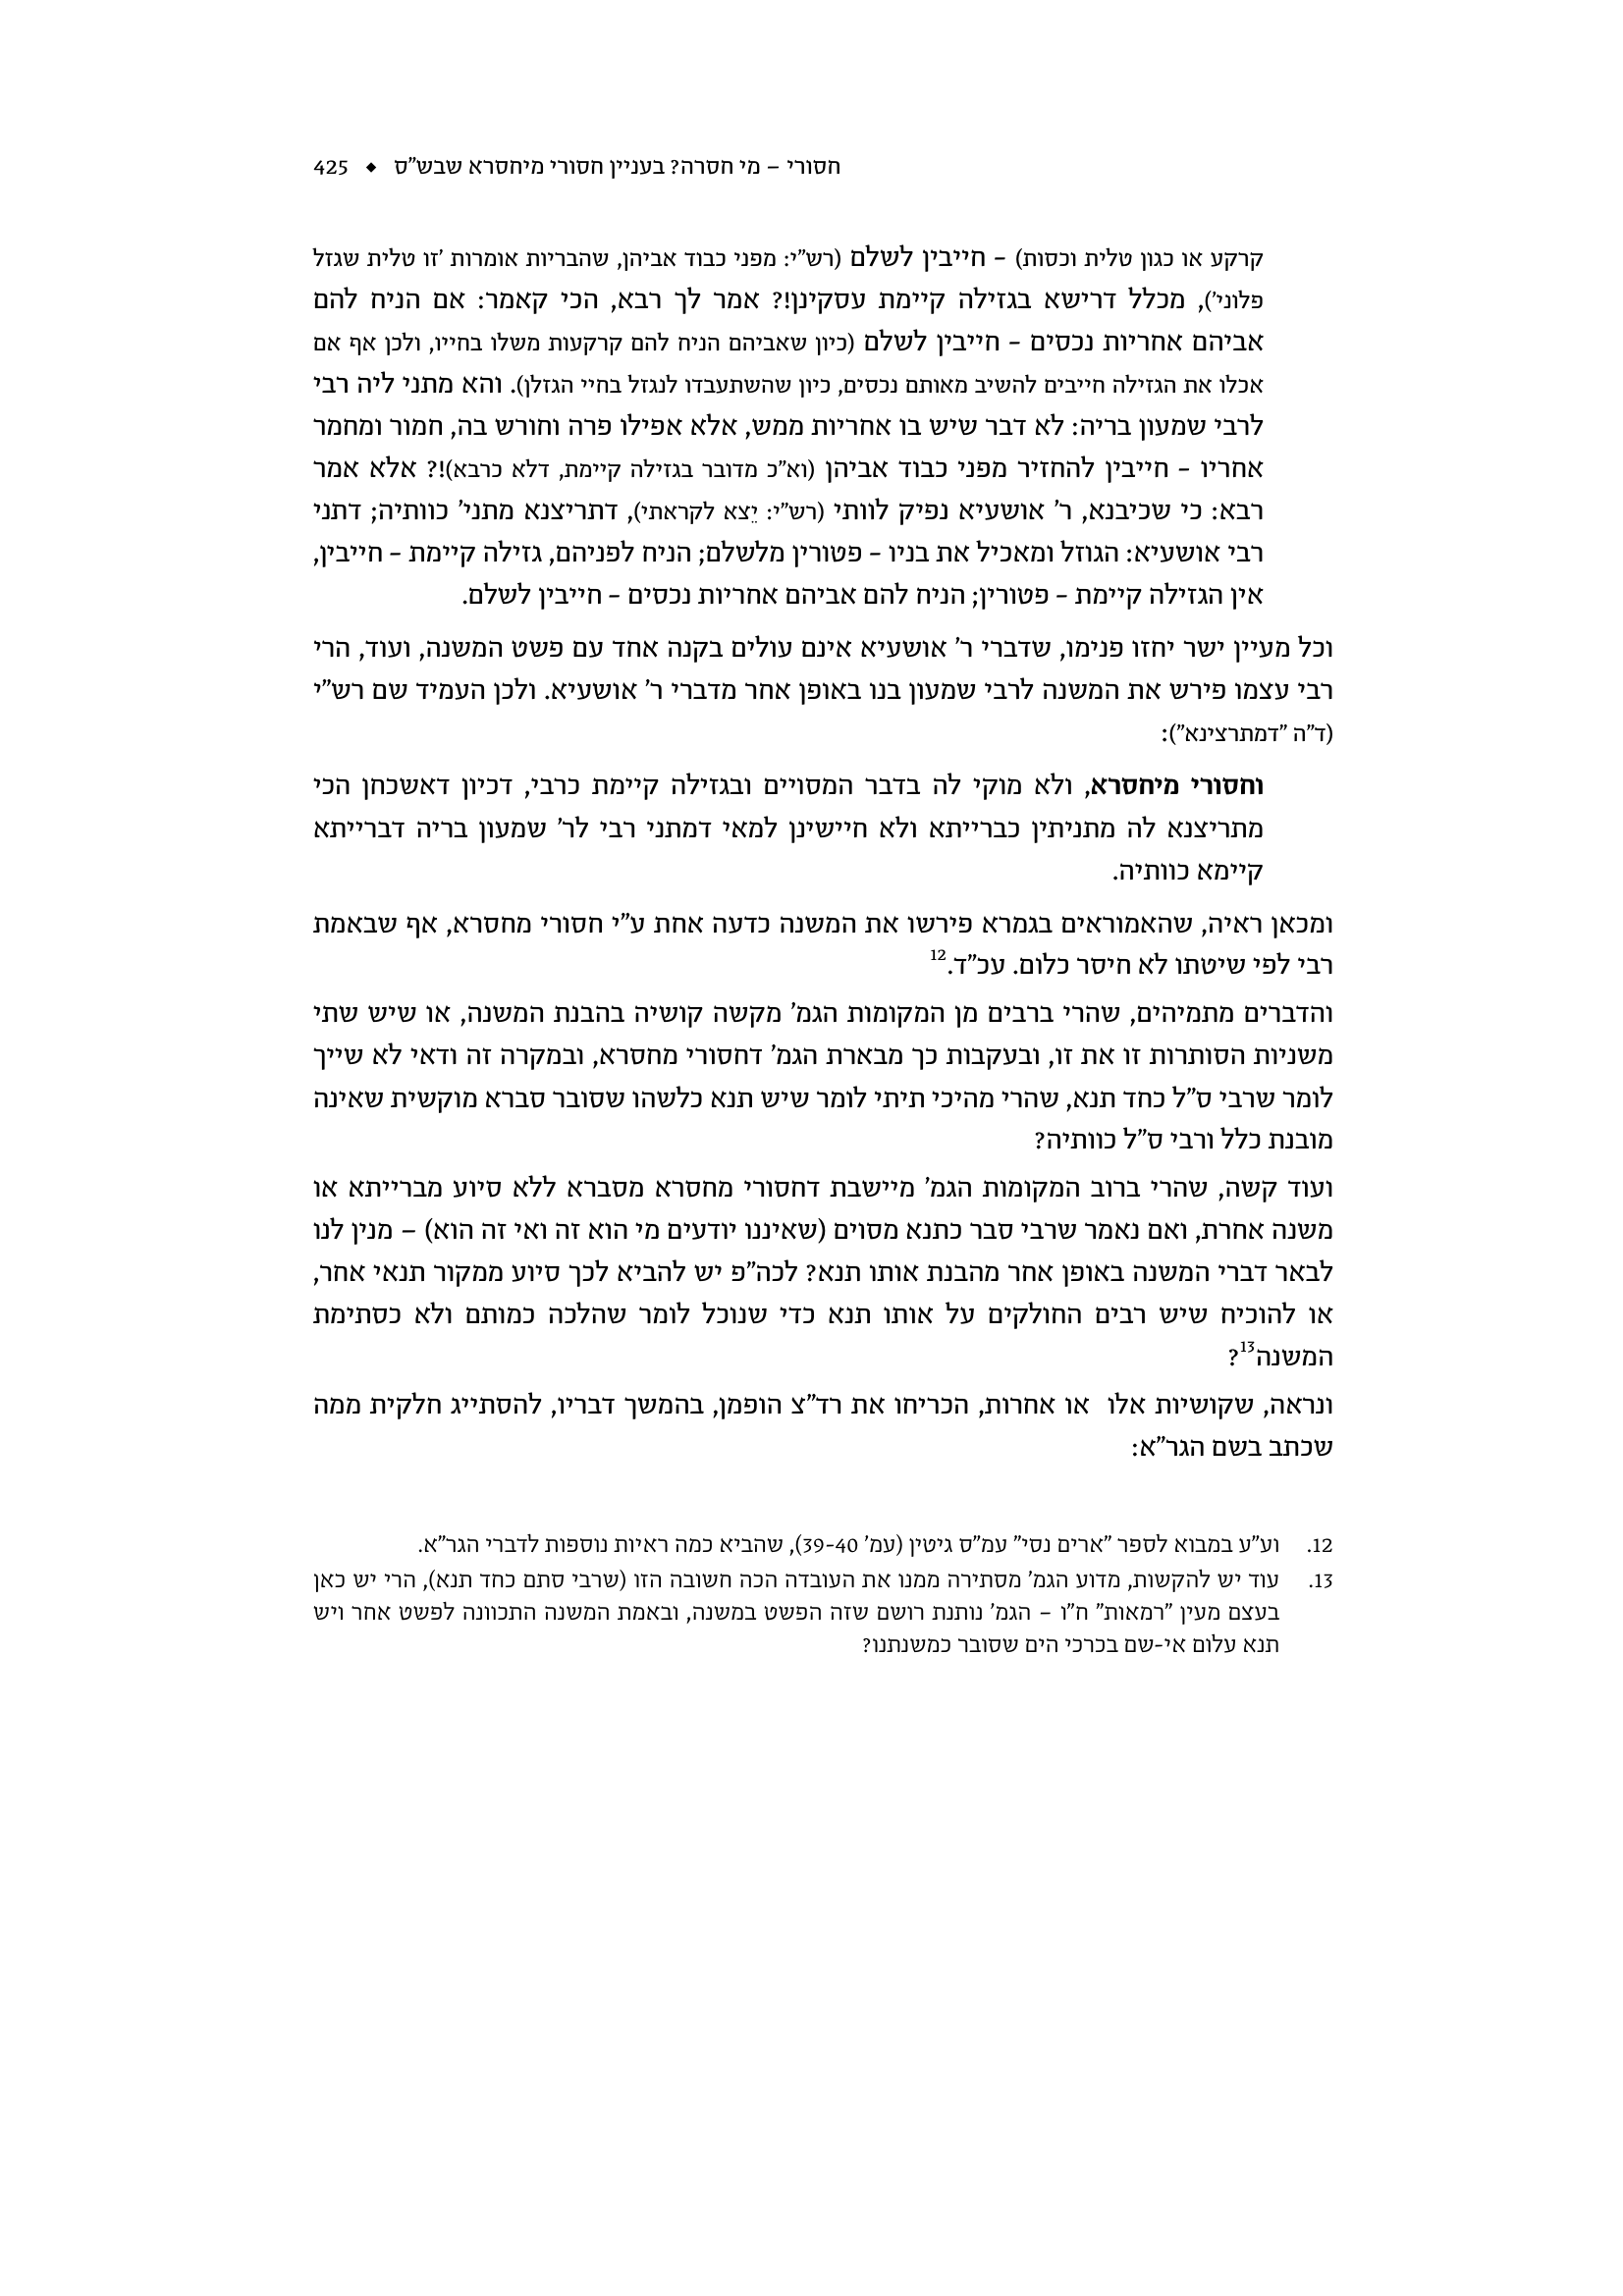 חסורי – מי חסרה? בעניין חסורי מיחסרא שבש"ס ◆ 425
קרקע או כגון טלית וכסות) – חייבין לשלם (רש"י: מפני כבוד אביהן, שהבריות אומרות 'זו טלית שגזל
פלוני'), מכלל דרישא בגזילה קיימת עסקינן!? אמר לך רבא, הכי קאמר: אם הניח להם
אביהם אחריות נכסים – חייבין לשלם (כיון שאביהם הניח להם קרקעות משלו בחייו, ולכן אף אם
אכלו את הגזילה חייבים להשיב מאותם נכסים, כיון שהשתעבדו לנגזל בחיי הגזלן). והא מתני ליה רבי
לרבי שמעון בריה: לא דבר שיש בו אחריות ממש, אלא אפילו פרה וחורש בה, חמור ומחמר
אחריו – חייבין להחזיר מפני כבוד אביהן (וא"כ מדובר בגזילה קיימת, דלא כרבא)!? אלא אמר
רבא: כי שכיבנא, ר' אושעיא נפיק לוותי (רש"י: יֵצא לקראתי), דתריצנא מתני' כוותיה; דתני
רבי אושעיא: הגוזל ומאכיל את בניו – פטורין מלשלם; הניח לפניהם, גזילה קיימת – חייבין,
אין הגזילה קיימת – פטורין; הניח להם אביהם אחריות נכסים – חייבין לשלם.
וכל מעיין ישר יחזו פנימו, שדברי ר' אושעיא אינם עולים בקנה אחד עם פשט המשנה, ועוד, הרי
רבי עצמו פירש את המשנה לרבי שמעון בנו באופן אחר מדברי ר' אושעיא. ולכן העמיד שם רש"י
(ד"ה "דמתרצינא"):
וחסורי מיחסרא, ולא מוקי לה בדבר המסויים ובגזילה קיימת כרבי, דכיון דאשכחן הכי
מתריצנא לה מתניתין כברייתא ולא חיישינן למאי דמתני רבי לר' שמעון בריה דברייתא
קיימא כוותיה.
ומכאן ראיה, שהאמוראים בגמרא פירשו את המשנה כדעה אחת ע"י חסורי מחסרא, אף שבאמת
רבי לפי שיטתו לא חיסר כלום. עכ"ד.12
והדברים מתמיהים, שהרי ברבים מן המקומות הגמ' מקשה קושיה בהבנת המשנה, או שיש שתי
משניות הסותרות זו את זו, ובעקבות כך מבארת הגמ' דחסורי מחסרא, ובמקרה זה ודאי לא שייך
לומר שרבי ס"ל כחד תנא, שהרי מהיכי תיתי לומר שיש תנא כלשהו שסובר סברא מוקשית שאינה
מובנת כלל ורבי ס"ל כוותיה?
ועוד קשה, שהרי ברוב המקומות הגמ' מיישבת דחסורי מחסרא מסברא ללא סיוע מברייתא או
משנה אחרת, ואם נאמר שרבי סבר כתנא מסוים (שאיננו יודעים מי הוא זה ואי זה הוא) – מנין לנו
לבאר דברי המשנה באופן אחר מהבנת אותו תנא? לכה"פ יש להביא לכך סיוע ממקור תנאי אחר,
או להוכיח שיש רבים החולקים על אותו תנא כדי שנוכל לומר שהלכה כמותם ולא כסתימת
המשנה13?
ונראה, שקושיות אלו או אחרות, הכריחו את רד"צ הופמן, בהמשך דבריו, להסתייג חלקית ממה
שכתב בשם הגר"א:
12. וע"ע במבוא לספר "ארים נסי" עמ"ס גיטין (עמ' 39-40), שהביא כמה ראיות נוספות לדברי הגר"א.
13. עוד יש להקשות, מדוע הגמ' מסתירה ממנו את העובדה הכה חשובה הזו (שרבי סתם כחד תנא), הרי יש כאן
בעצם מעין "רמאות" ח"ו – הגמ' נותנת רושם שזה הפשט במשנה, ובאמת המשנה התכוונה לפשט אחר ויש
תנא עלום אי-שם בכרכי הים שסובר כמשנתנו?